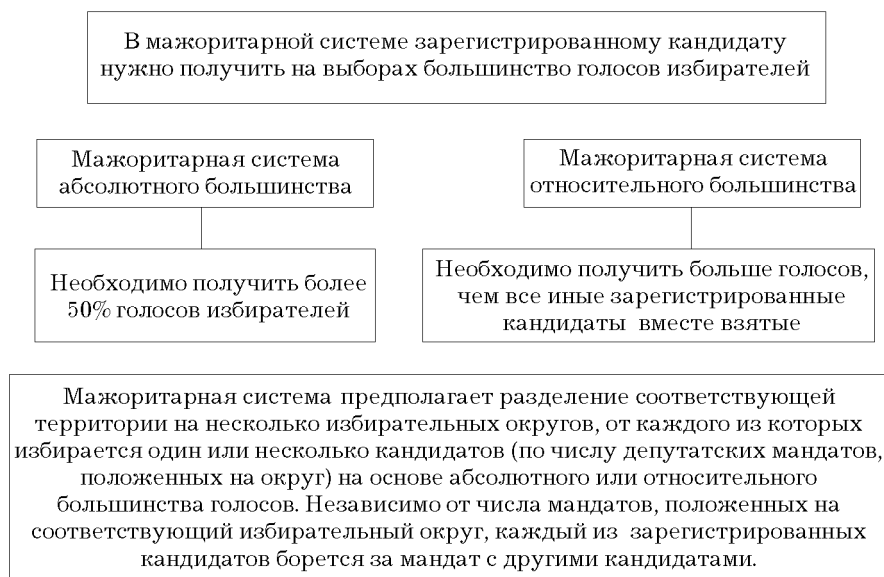 В мажоритарной системе зарегистрированному кандидату
нужно получить на выборах большинство голосов избирателей
Мажоритарная система
абсолютного большинства
Мажоритарная система
относительного большинства
Необходимо получить более
50% голосов избирателей
Необходимо получить больше голосов,
чем все иные зарегистрированные
кандидаты вместе взятые
Мажоритарная система предполагает разделение соответствующей
территории на несколько избирательных округов, от каждого из которых
избирается один или несколько кандидатов (по числу депутатских мандатов,
положенных на округ) на основе абсолютного или относительного
большинства голосов. Независимо от числа мандатов, положенных на
соответствующий избирательный округ, каждый из зарегистрированных
кандидатов борется за мандат с другими кандидатами.